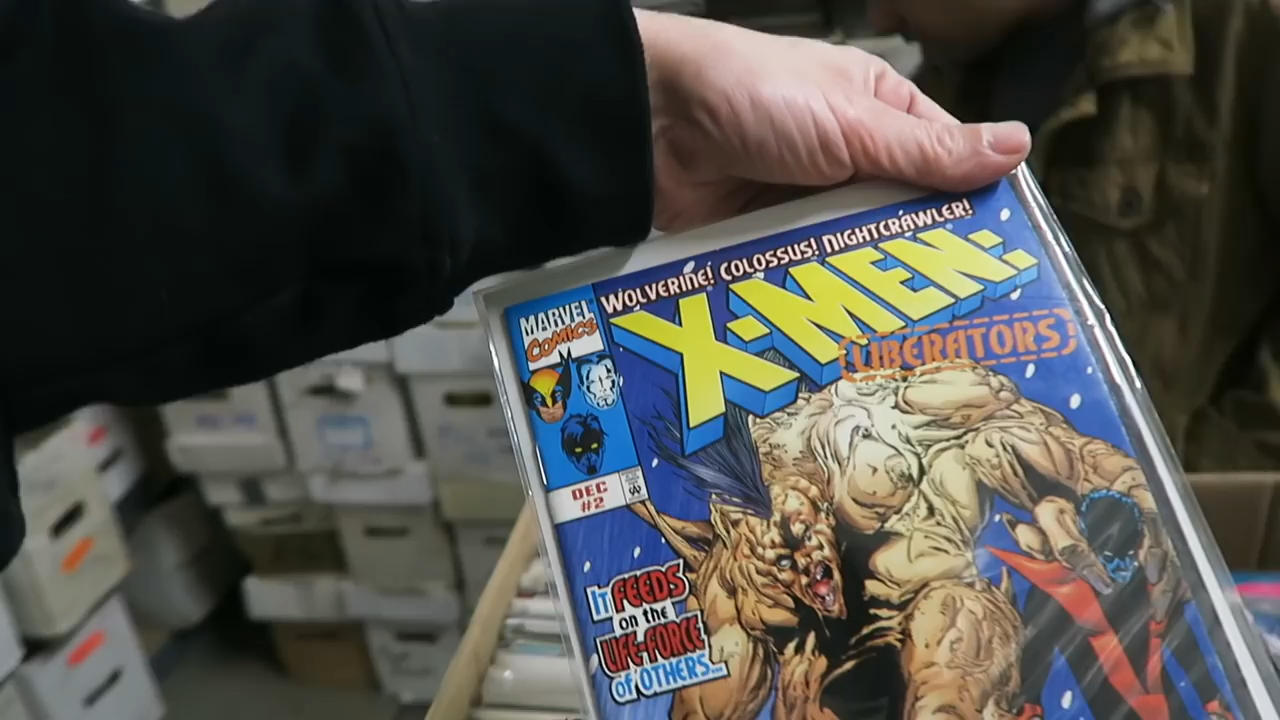 WOLVERINE! COLOSSUS! NIGHTCRAWLER!
X-MEN:
LIBERATORS
MARVEL
COMICS
DEC
#2
IT FEEDS
on the
LIFE-FORCE
of OTHERS...